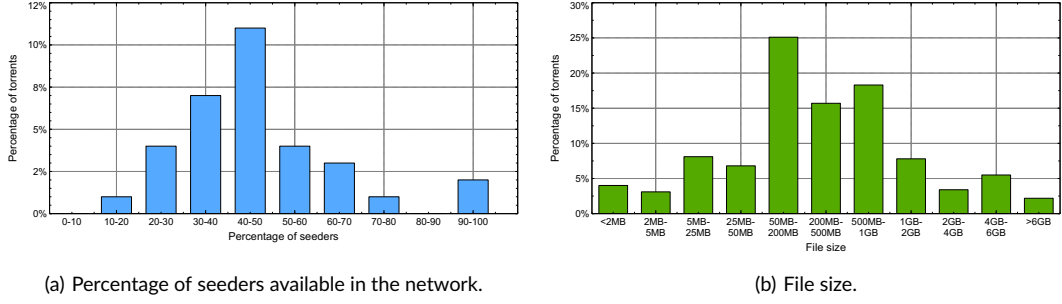 12%
10%
8%
5%
2%
0%
Percentage of torrents
0-10 10-20 20-30 30-40 40-50 50-60 60-70 70-80 80-90 90-100
Percentage of seeders
(a) Percentage of seeders available in the network.
30%
25%
20%
15%
10%
5%
0%
Percentage of torrents
<2MB 2MB- 5MB- 25MB- 50MB- 200MB- 500MB- 1GB- 2GB- 4GB- >6GB
5MB 25MB 50MB 200MB 500MB 1GB 2GB 4GB 6GB
File size
(b) File size.